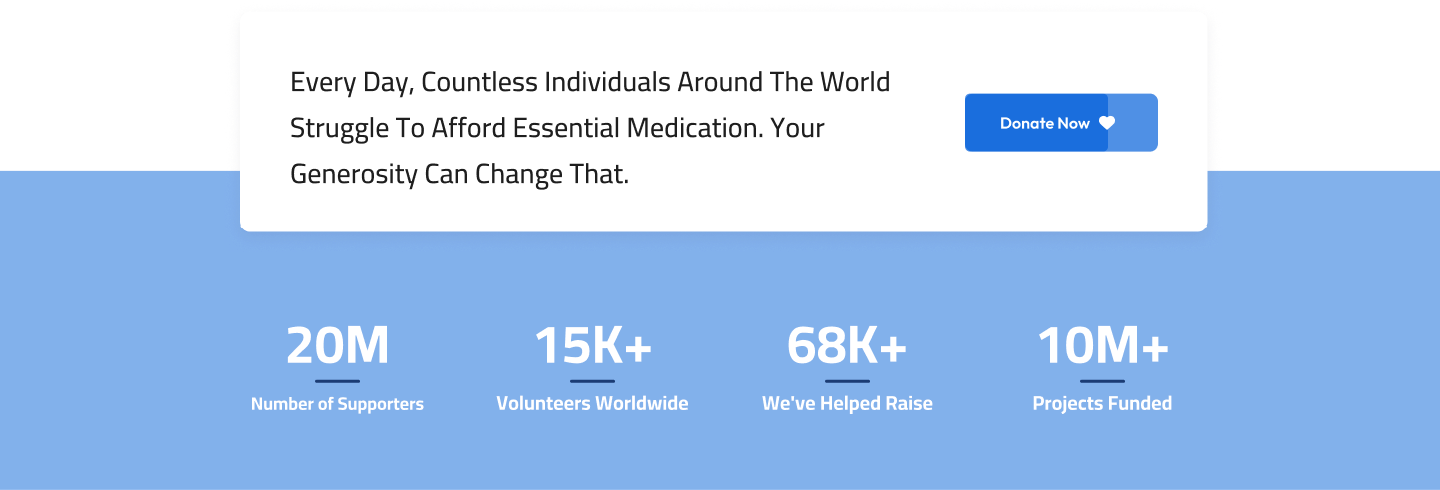 Every Day, Countless Individuals Around The World
Struggle To Afford Essential Medication. Your
Generosity Can Change That.
Donate Now
20M
15K+
68K+
10M+
Number of Supporters
Volunteers Worldwide
We've Helped Raise
Projects Funded